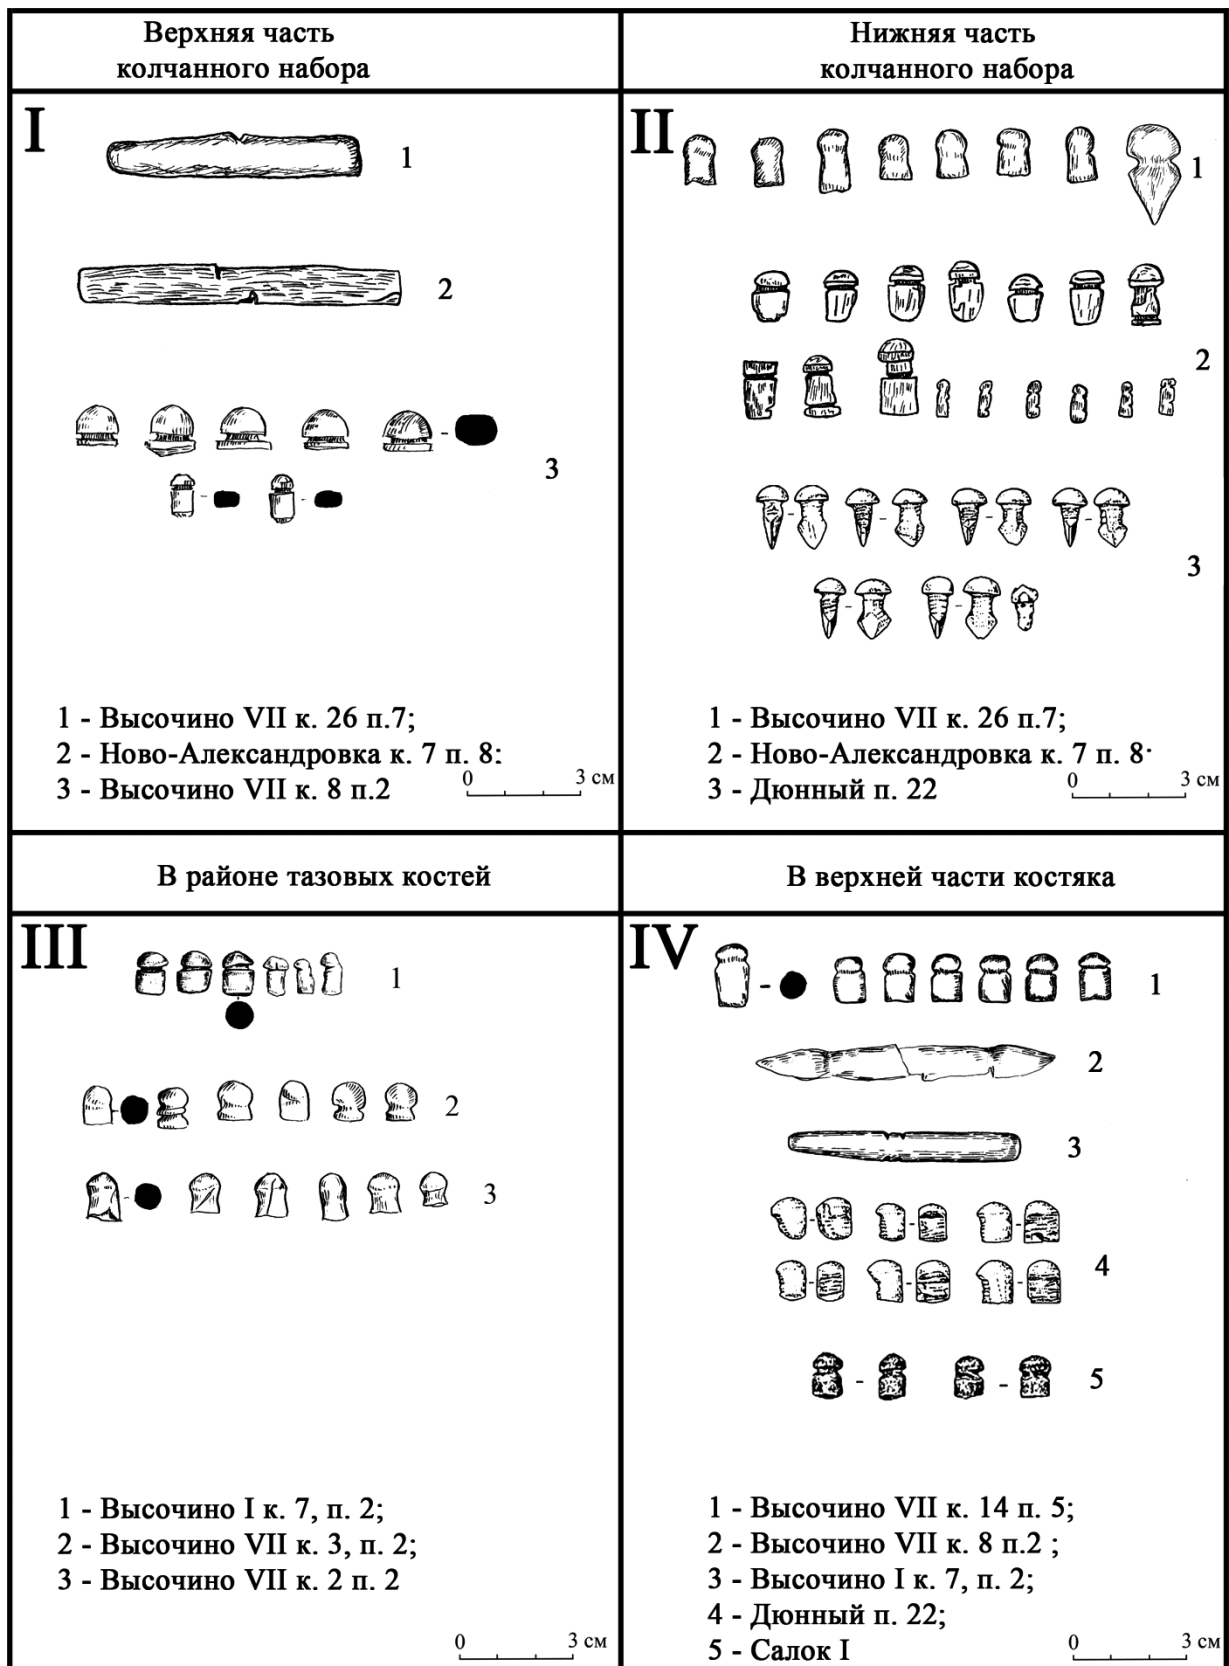 Верхняя часть
колчанного набора
Нижняя часть
колчанного набора
I
1
2
3
1 - Высочино VII к. 26 п.7;
2 - Ново-Александровка к. 7 п. 8:
3 - Высочино VII к. 8 п.2
0 3 см
II
1
2
3
1 - Высочино VII к. 26 п.7;
2 - Ново-Александровка к. 7 п. 8·
3 - Дюнный п. 22
0 3 см
В районе тазовых костей
В верхней части костяка
III
1
2
3
1 - Высочино I к. 7, п. 2;
2 - Высочино VII к. 3, п. 2;
3 - Высочино VII к. 2 п. 2
0 3 см
IV
1
2
3
4
5
1 - Высочино VII к. 14 п. 5;
2 - Высочино VII к. 8 п.2 ;
3 - Высочино I к. 7, п. 2;
4 - Дюнный п. 22;
5 - Салок I
0 3 см